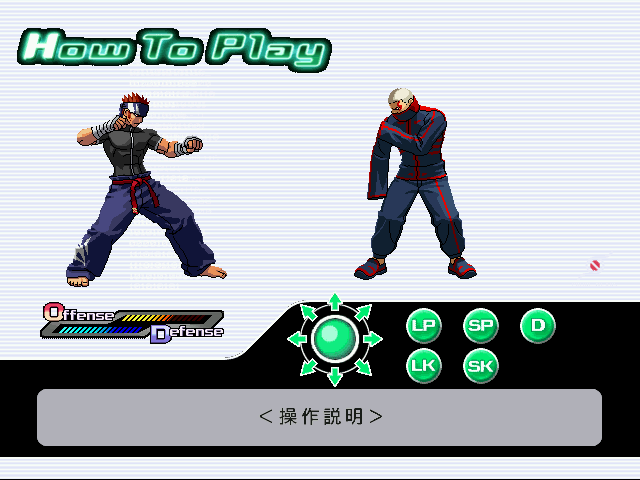 How To Play
Offense
Defense
LP SP D
LK SK
＜操作説明＞